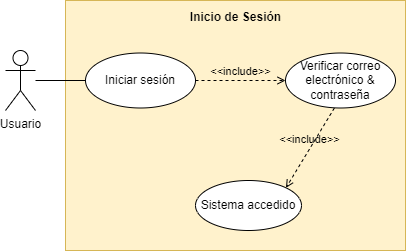 Inicio de Sesión
Iniciar sesión
<<include>>
Verificar correo
electrónico &
contraseña
Usuario
<<include>>
Sistema accedido